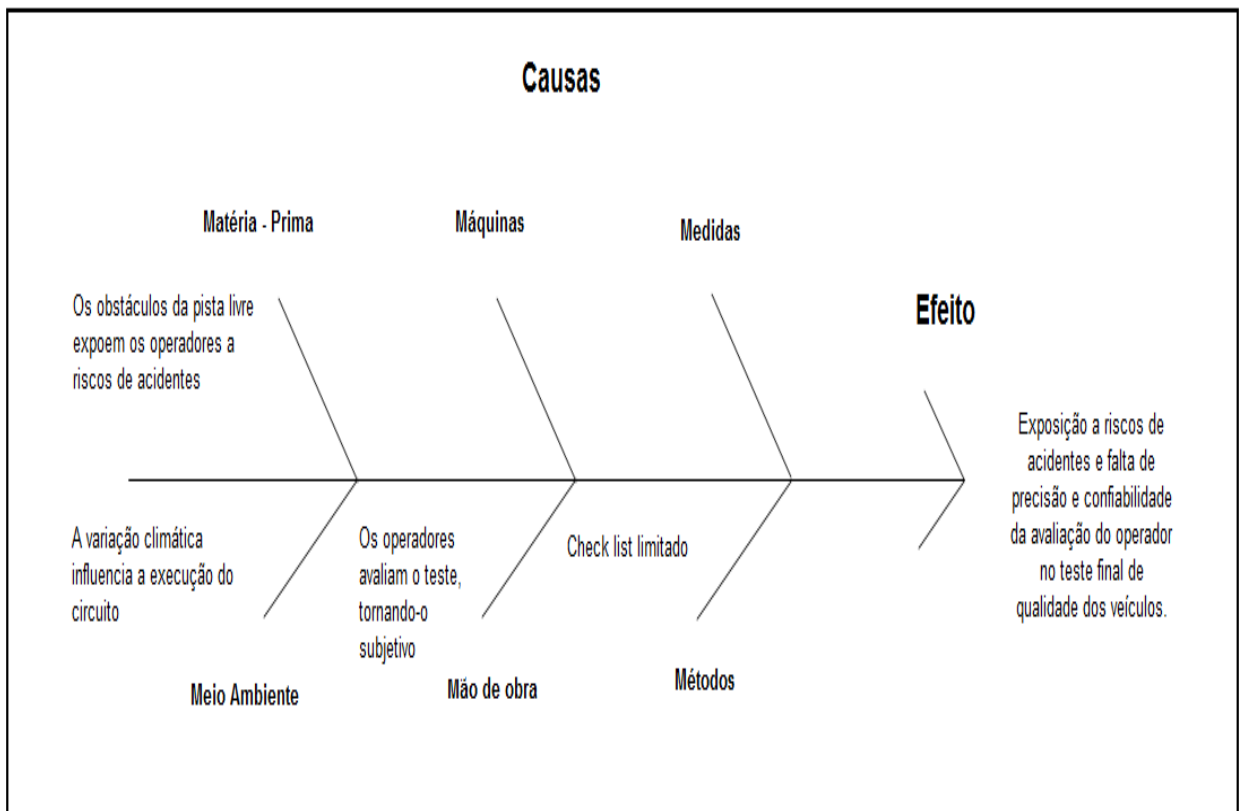 Causas
Matéria - Prima
Máquinas
Medidas
Os obstáculos da pista livre
expoem os operadores a
riscos de acidentes
Efeito
Exposição a riscos de
acidentes e falta de
precisão e confiabilidade
da avaliação do operador
no teste final de
qualidade dos veículos.
A variação climática
influencia a execução do
circuito
Os operadores
avaliam o teste,
tornando-o
subjetivo
Check list limitado
Meio Ambiente
Mão de obra
Métodos